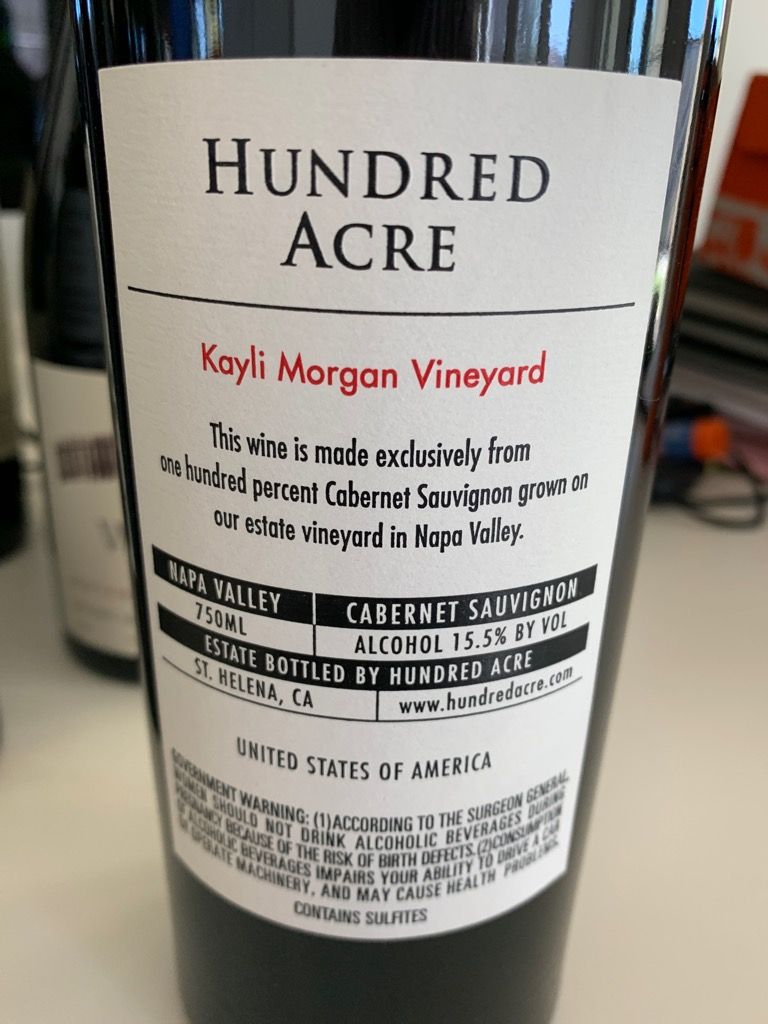 HUNDRED
ACRE
Kayli Morgan Vineyard
This wine is made exclusively from
one hundred percent Cabernet Sauvignon grown on
our estate vineyard in Napa Valley.
NAPA VALLEY CABERNET SAUVIGNON
750ML ALCOHOL 15.5% BY VOL
ESTATE BOTTLED BY HUNDRED ACRE
ST. HELENA, CA www.hundredacre.com
UNITED STATES OF AMERICA
GOVERNMENT WARNING: (1)ACCORDING TO THE SURGEON GENERAL,
WOMEN SHOULD NOT DRINK ALCOHOLIC BEVERAGES DURING
PREGNANCY BECAUSE OF THE RISK OF BIRTH DEFECTS.(2)CONSUMPTION
OF ALCOHOLIC BEVERAGES IMPAIRS YOUR ABILITY TO DRIVE A CAR
OR OPERATE MACHINERY, AND MAY CAUSE HEALTH PROBLEMS.
CONTAINS SULFITES